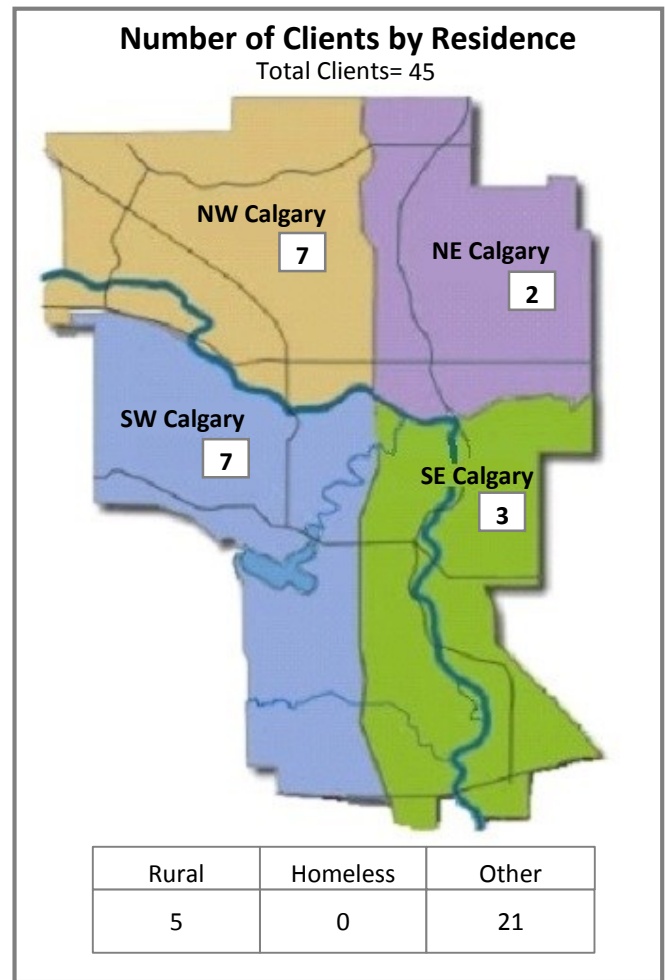 Number of Clients by Residence
Total Clients= 45
NW Calgary
7
NE Calgary
2
SW Calgary
7
SE Calgary
3
Rural Homeless Other
5 0 21